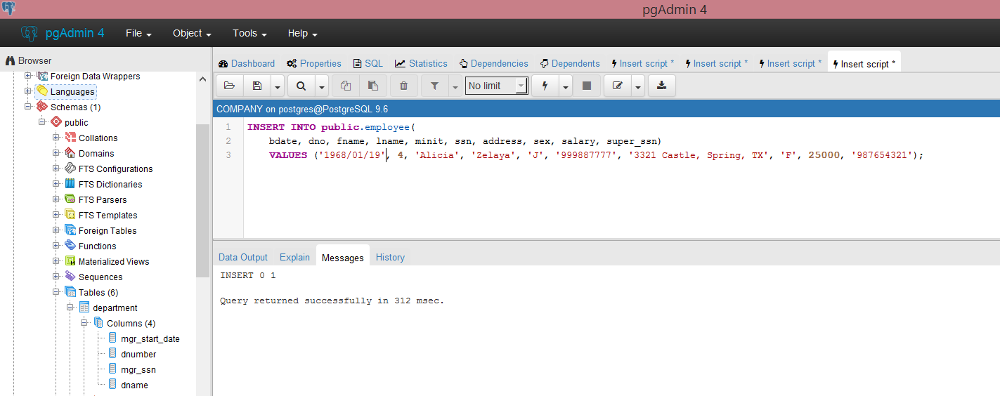 pgAdmin 4
pgAdmin 4 File Object Tools Help
Browser
Foreign Data Wrappers
Languages
Schemas (1)
public
Collations
Domains
FTS Configurations
FTS Dictionaries
FTS Parsers
FTS Templates
Foreign Tables
Functions
Materialized Views
Sequences
Tables (6)
department
Columns (4)
mgr_start_date
dnumber
mgr_ssn
dname
Dashboard Properties SQL Statistics Dependencies Dependents Insert script * Insert script * Insert script * Insert script *
No limit
COMPANY on postgres@PostgreSQL 9.6
1 INSERT INTO public.employee(
2 bdate, dno, fname, lname, minit, ssn, address, sex, salary, super_ssn)
3 VALUES ('1968/01/19', 4, 'Alicia', 'Zelaya', 'J', '999887777', '3321 Castle, Spring, TX', 'F', 25000, '987654321');
Data Output Explain Messages History
INSERT 0 1
Query returned successfully in 312 msec.